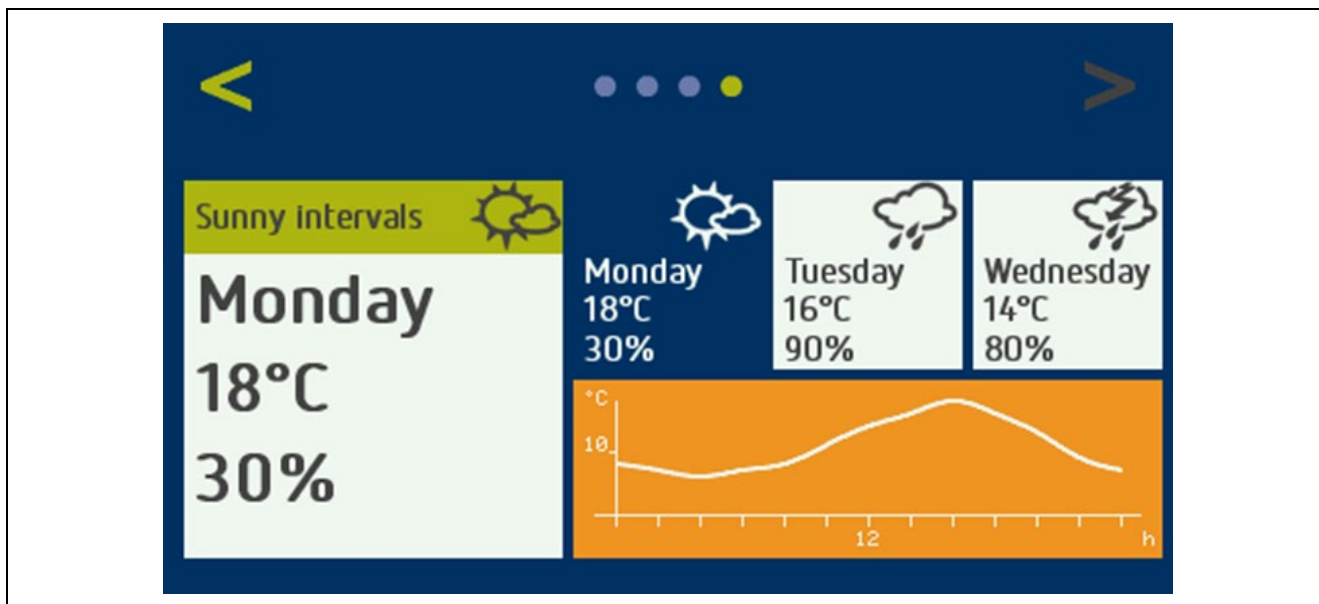 < >
Sunny intervals
Monday
18°C
30%
Monday
18°C
30%
Tuesday
16°C
90%
Wednesday
14°C
80%
°C
10
12
h